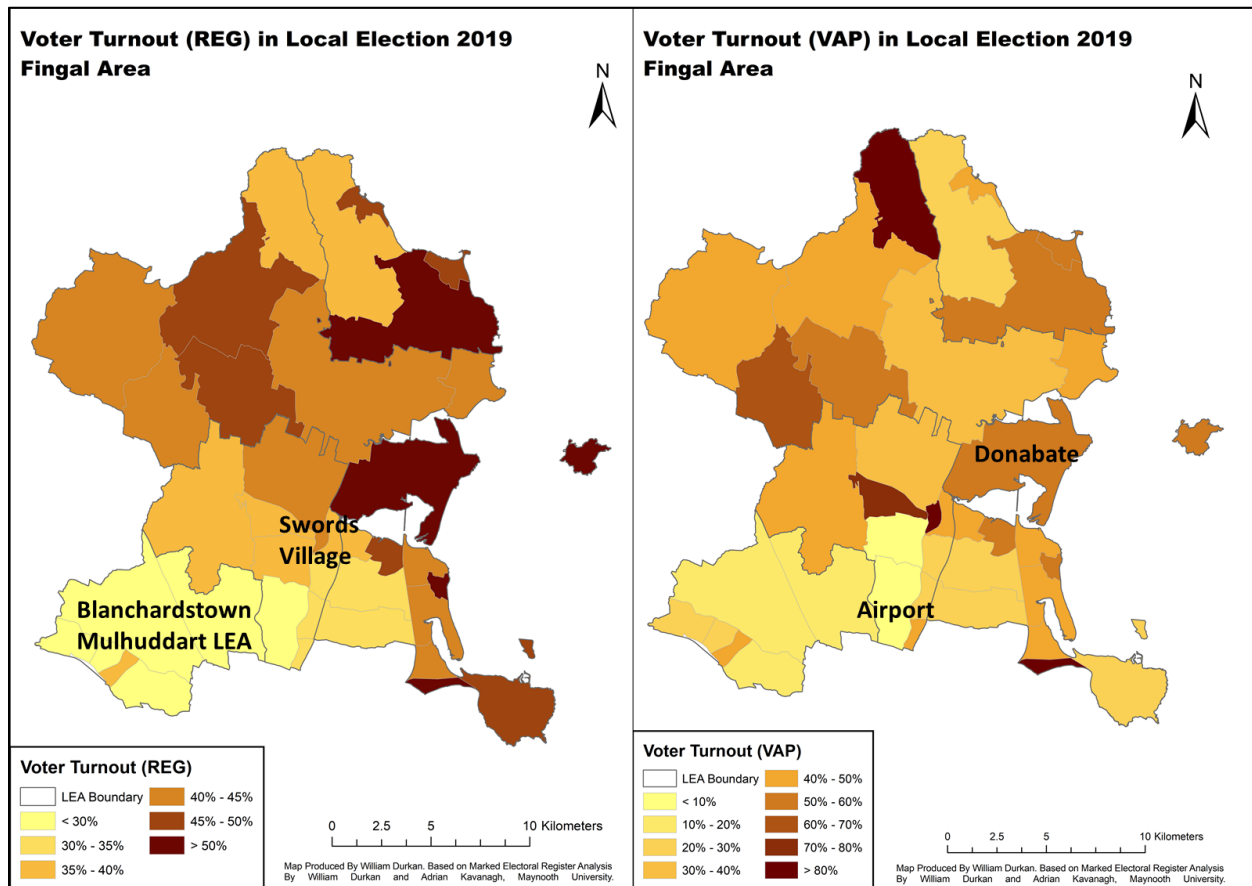 Voter Turnout (REG) in Local Election 2019
Fingal Area
N
Swords
Village
Blanchardstown
Mulhuddart LEA
Voter Turnout (REG)
LEA Boundary
< 30%
30% - 35%
35% - 40%
40% - 45%
45% - 50%
> 50%
0 2.5 5 10 Kilometers
Map Produced By William Durkan. Based on Marked Electoral Register Analysis
By William Durkan and Adrian Kavanagh, Maynooth University.
Voter Turnout (VAP) in Local Election 2019
Fingal Area
N
Donabate
Airport
Voter Turnout (VAP)
LEA Boundary
< 10%
10% - 20%
20% - 30%
30% - 40%
40% - 50%
50% - 60%
60% - 70%
70% - 80%
> 80%
0 2.5 5 10 Kilometers
Map Produced By William Durkan. Based on Marked Electoral Register Analysis
By William Durkan and Adrian Kavanagh, Maynooth University.